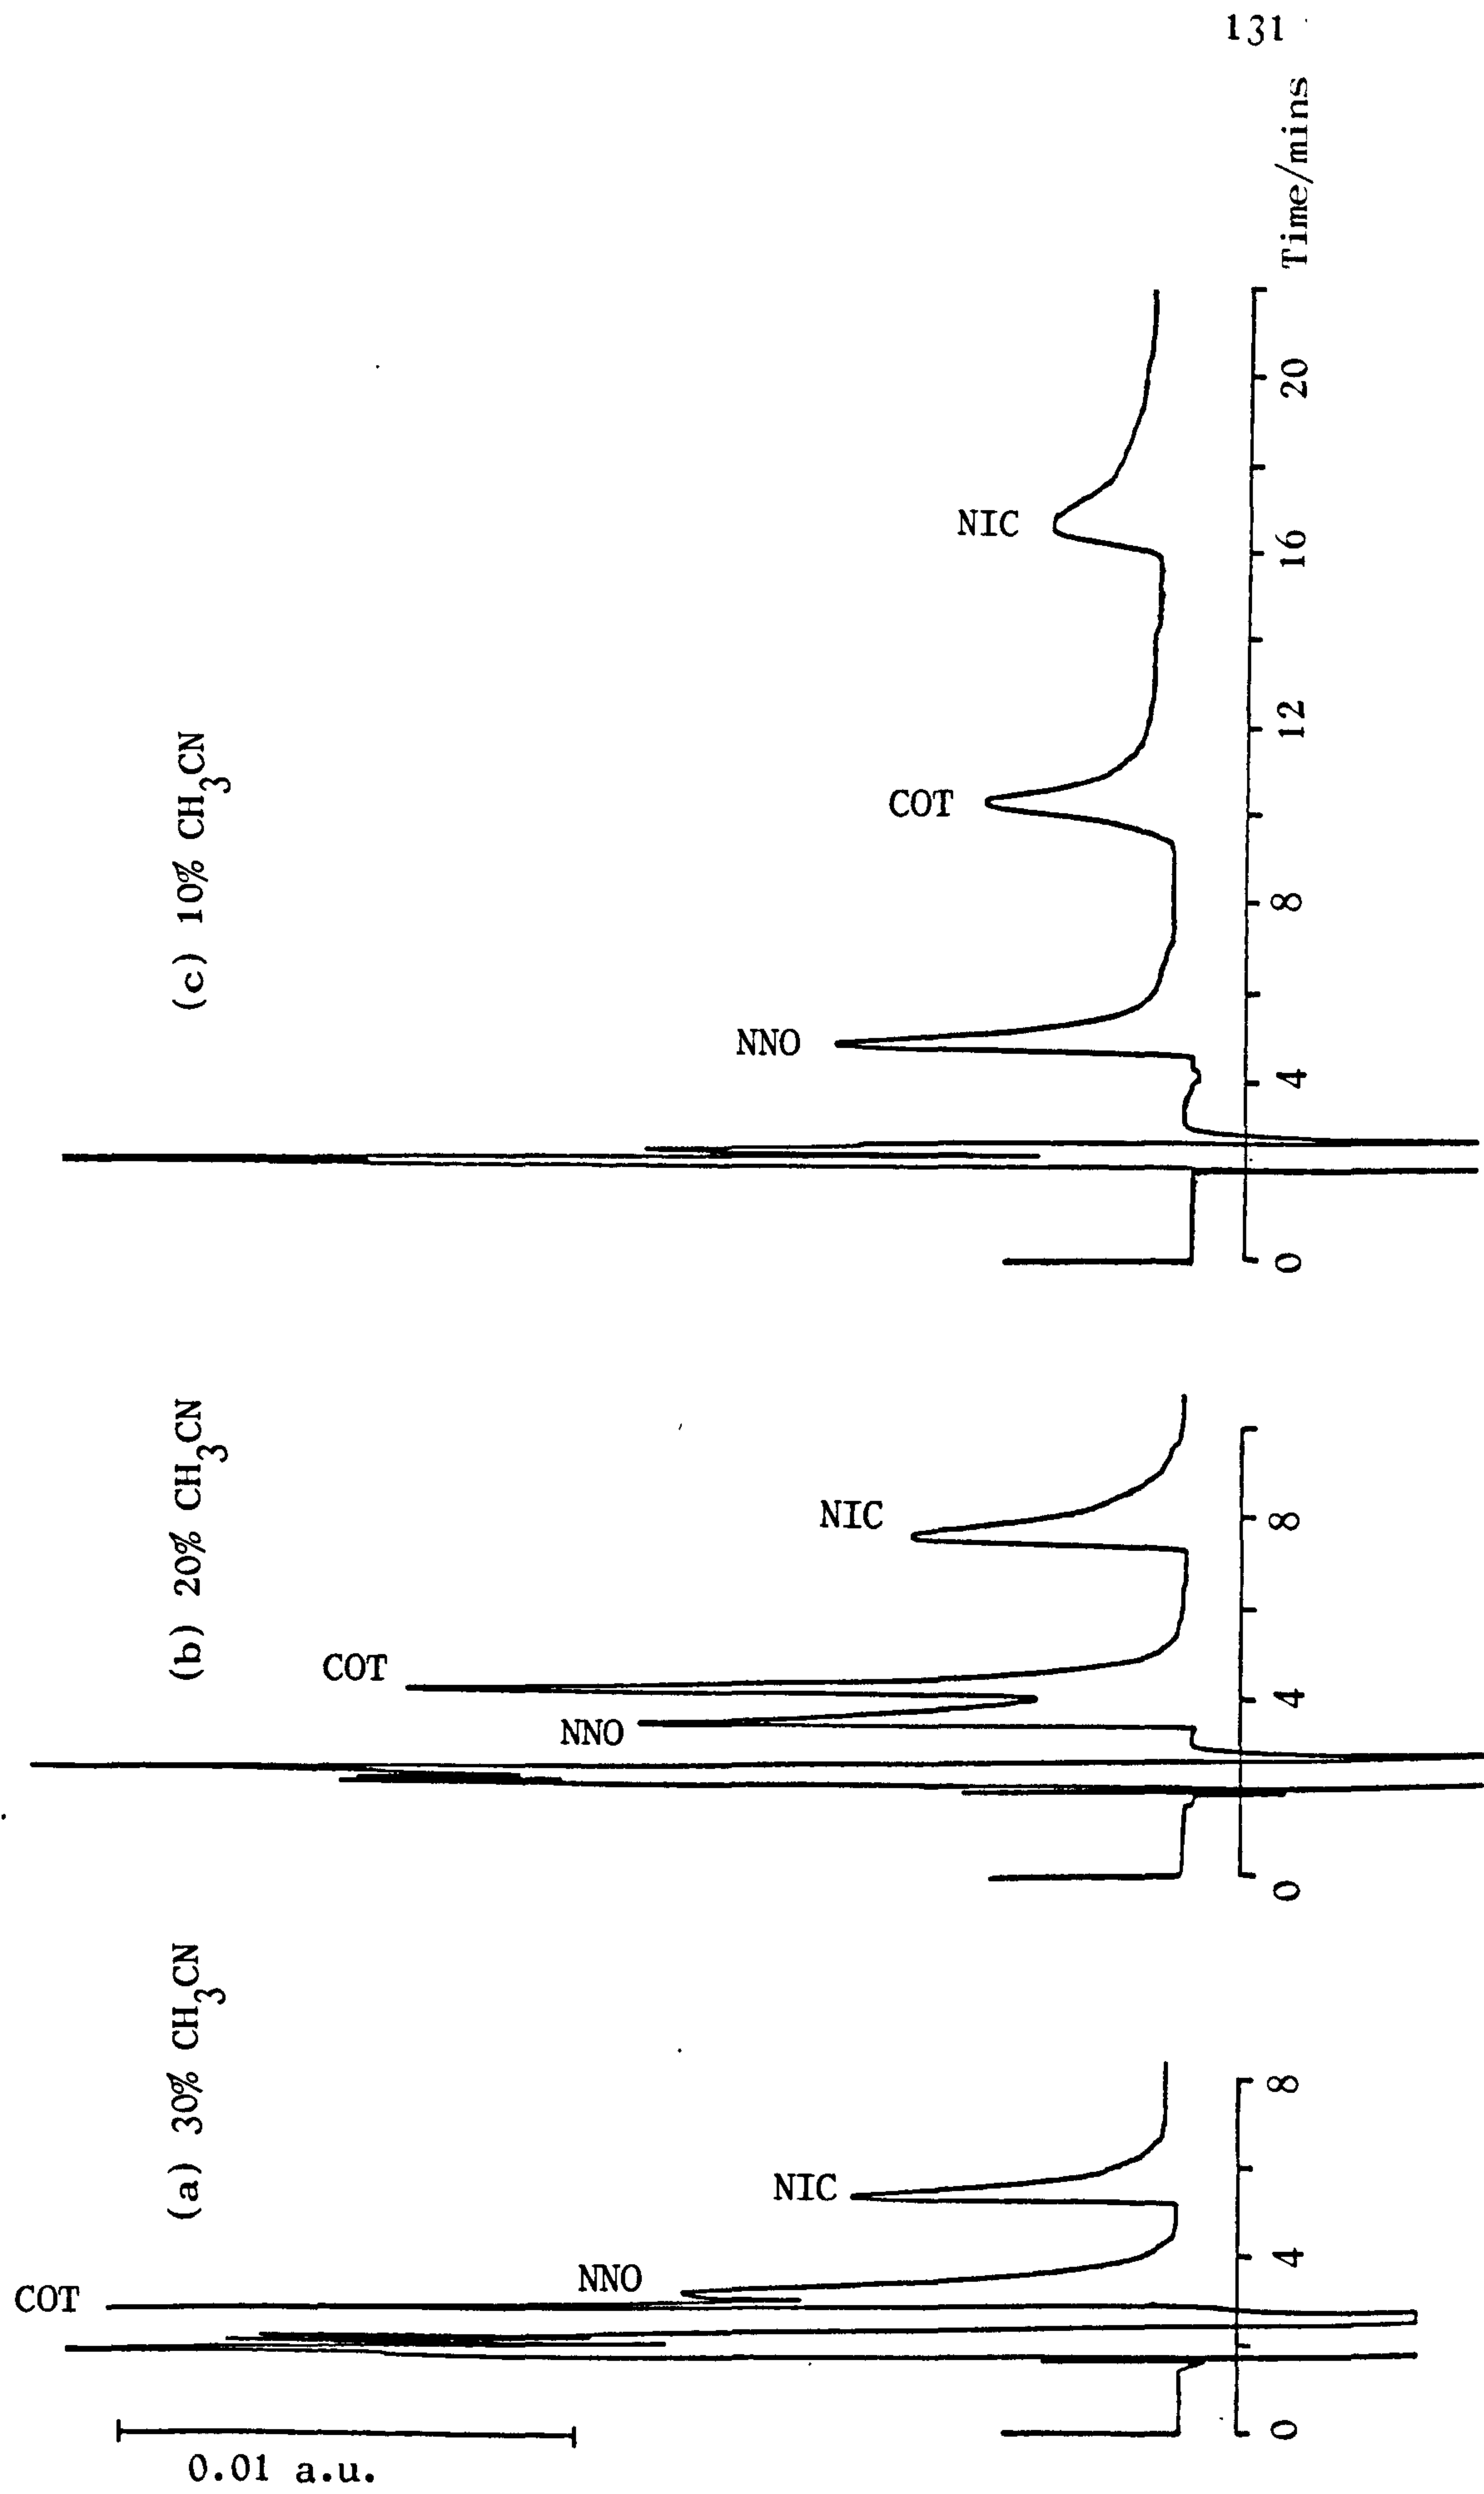 131
(a) 30% CH3CN
(b) 20% CH3CN
(c) 10% CH3CN
COT
NNO
NIC
COT
NNO
NIC
NNO
COT
NIC
0.01 a.u.
0 4 8
0 4 8
0 4 8 12 16 20
Time/mins